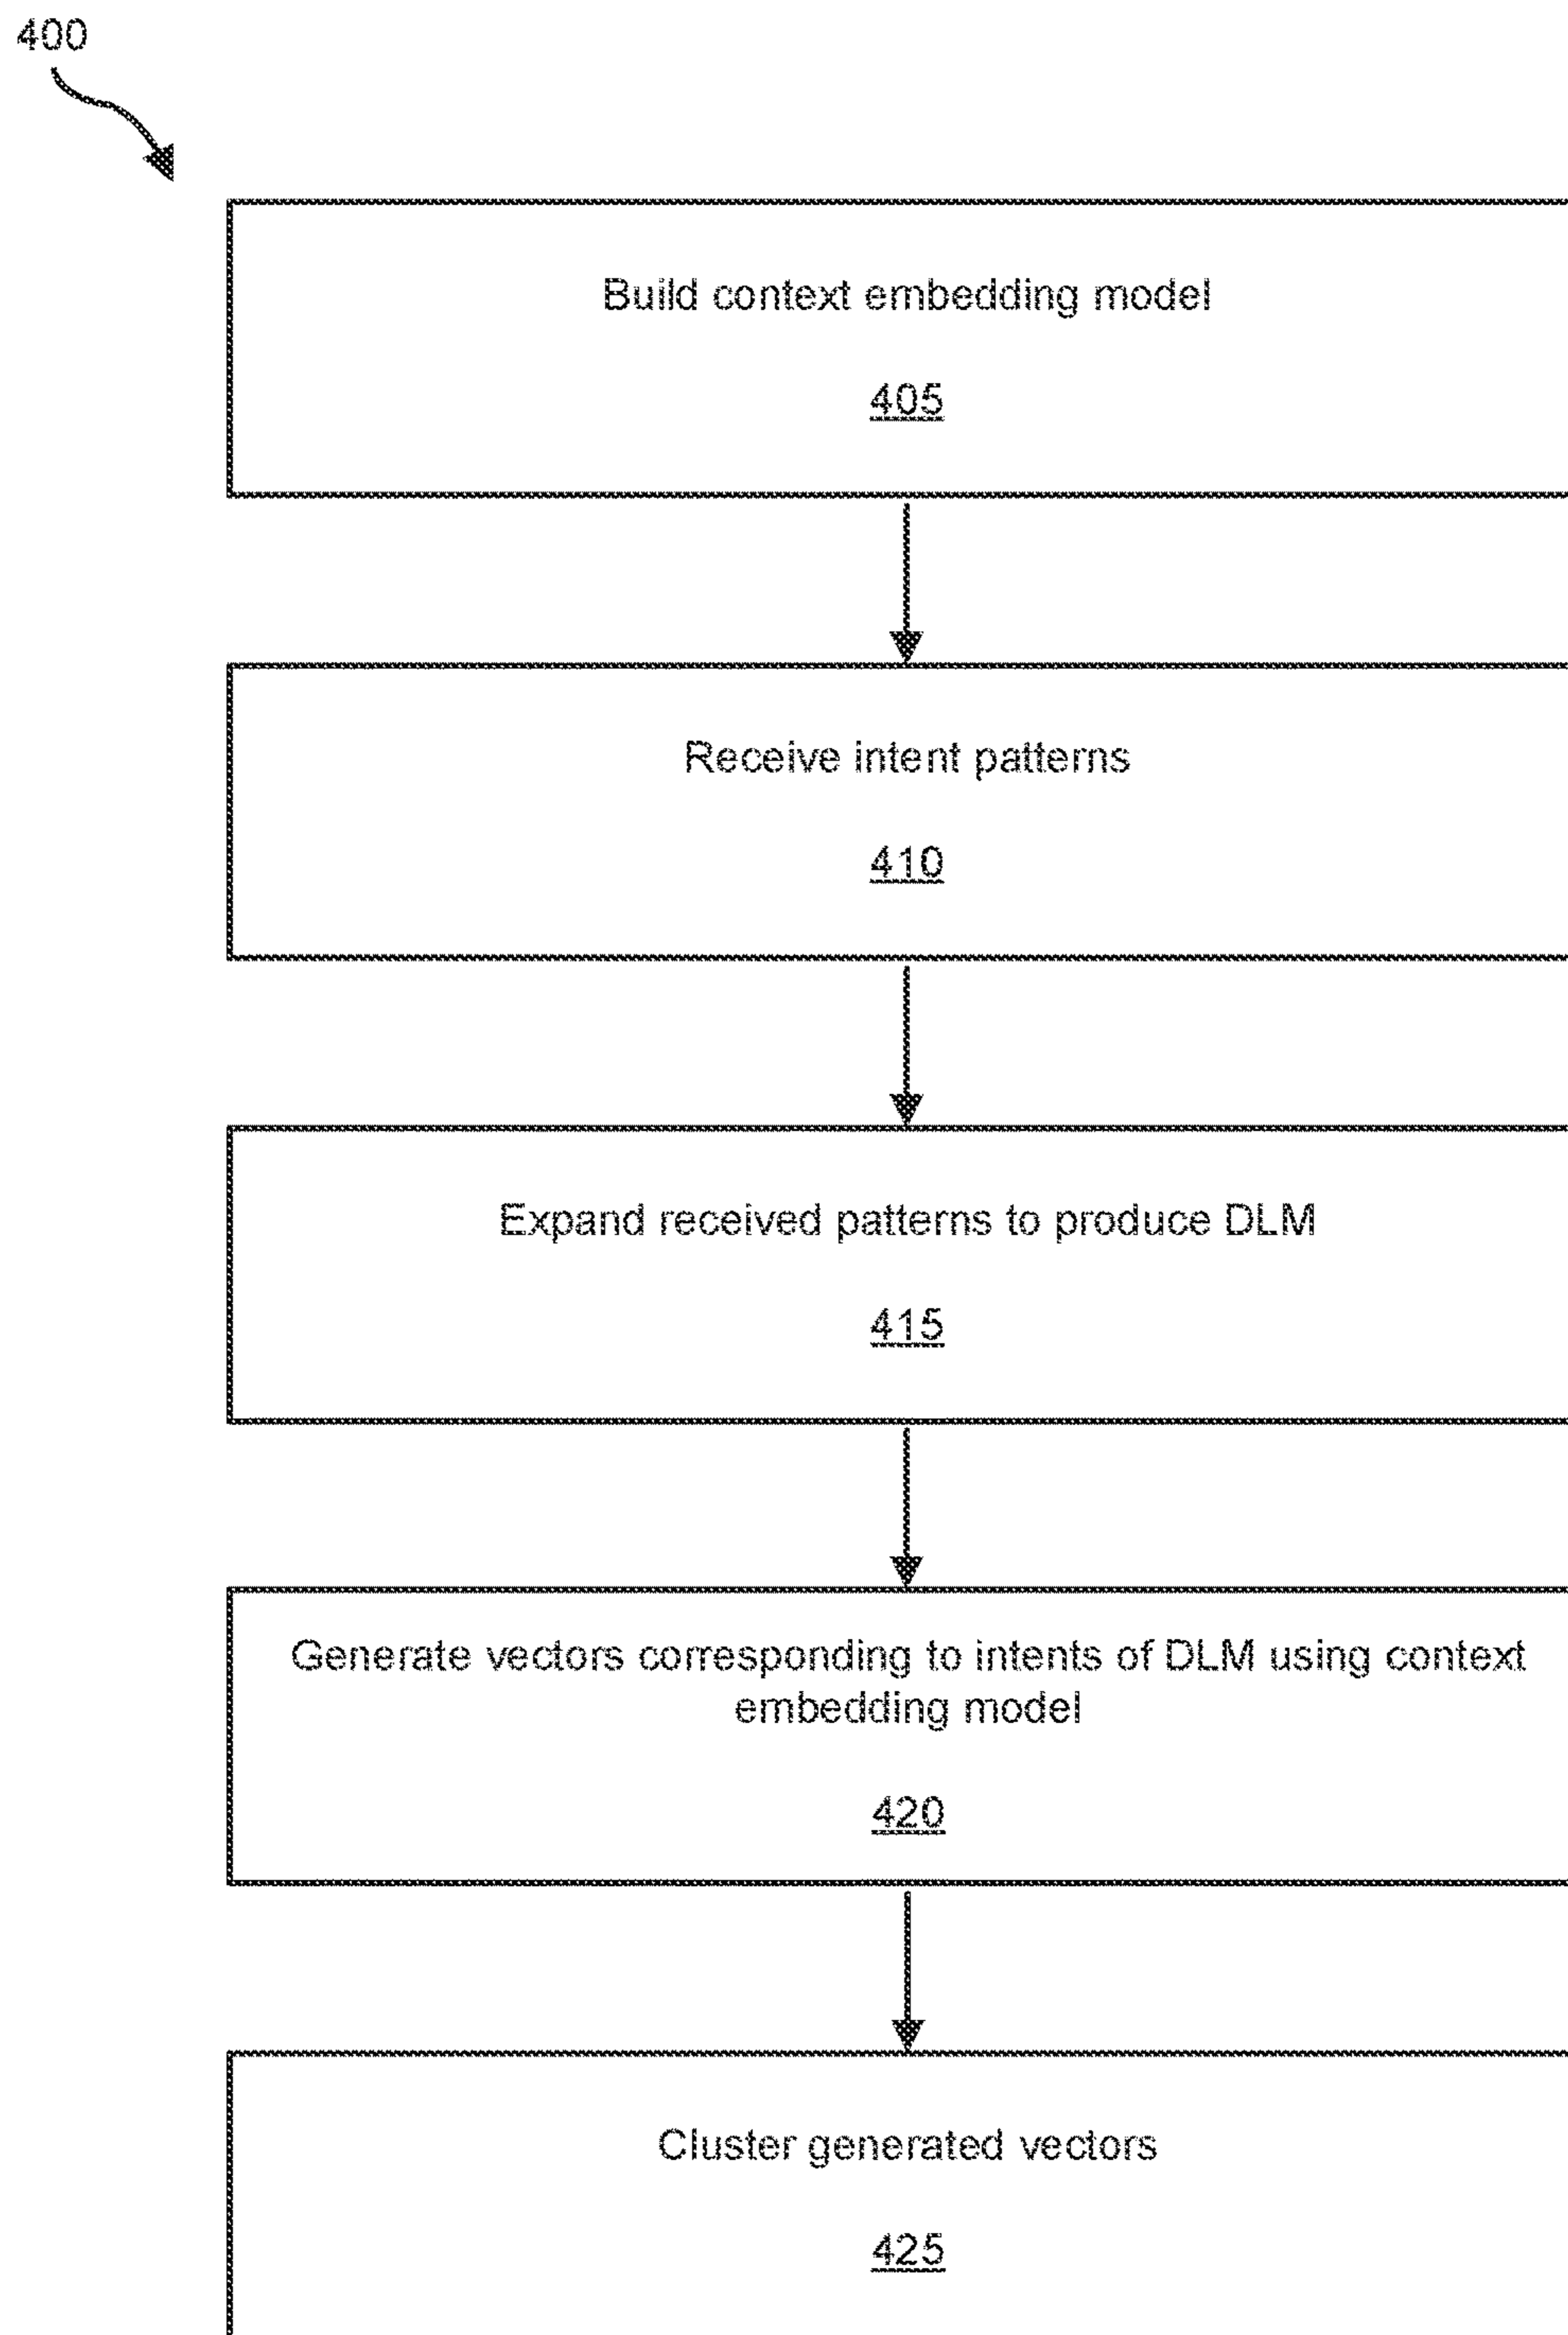 400
Build context embedding model
405
Receive intent patterns
410
Expand received patterns to produce DLM
415
Generate vectors corresponding to intents of DLM using context
embedding model
420
Cluster generated vectors
425